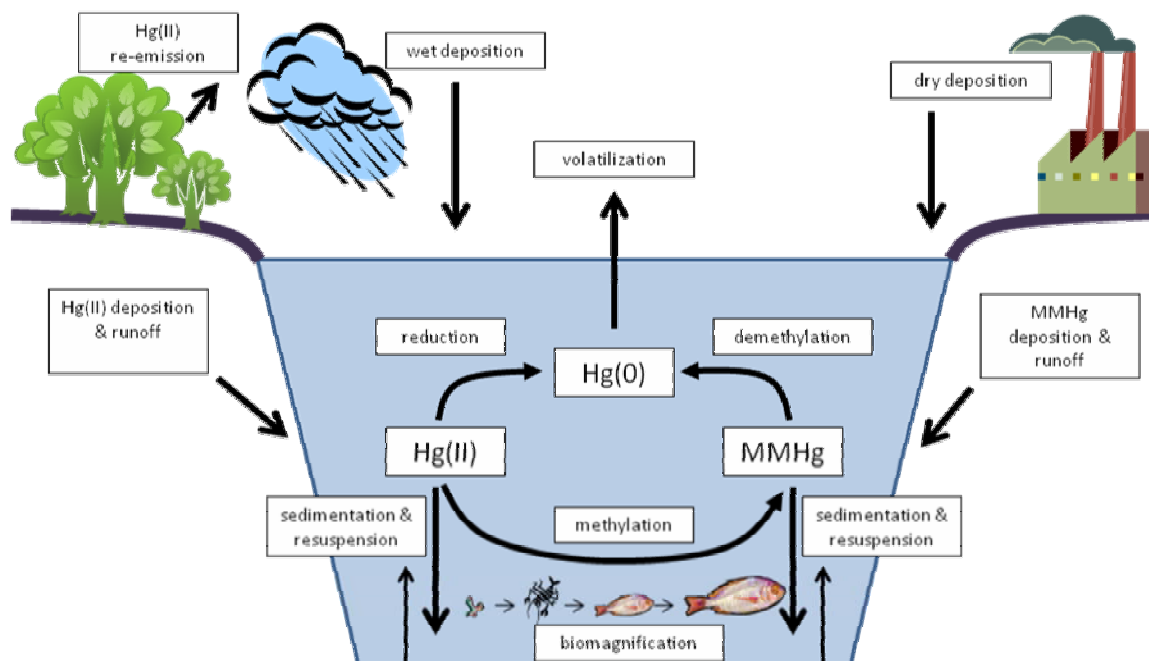 Hg(II)
re-emission
wet deposition
dry deposition
volatilization
Hg(II) deposition
& runoff
MMHg
deposition &
runoff
reduction
demethylation
Hg(0)
Hg(II)
MMHg
sedimentation &
resuspension
methylation
sedimentation &
resuspension
biomagnification